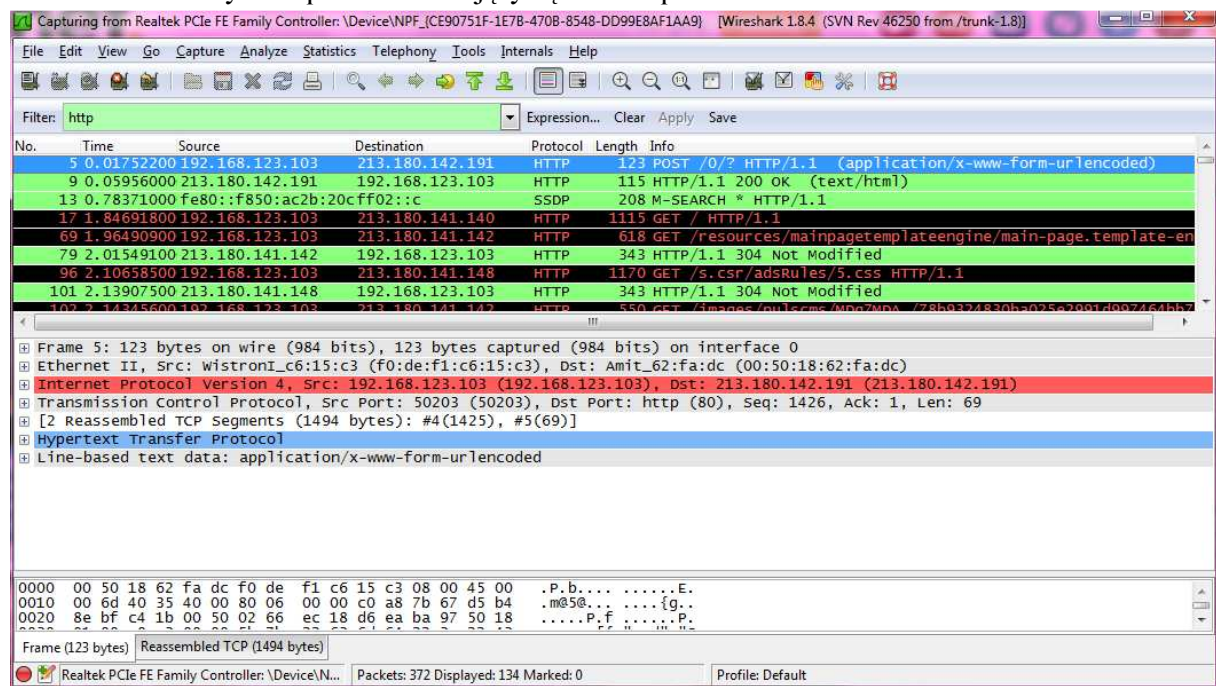 Capturing from Realtek PCIe FE Family Controller: \Device\NPF_{CE90751F-1E7B-470B-8548-DD99E8AF1AA9} [Wireshark 1.8.4 (SVN Rev 46250 from /trunk-1.8)]
File Edit View Go Capture Analyze Statistics Telephony Tools Internals Help
Filter: http Expression... Clear Apply Save
No. Time Source Destination Protocol Length Info
5 0.01752200 192.168.123.103 213.180.142.191 HTTP 123 POST /0/? HTTP/1.1 (application/x-www-form-urlencoded)
9 0.05956000 213.180.142.191 192.168.123.103 HTTP 115 HTTP/1.1 200 OK (text/html)
13 0.78371000 fe80::f850:ac2b:20c ff02::c SSDP 208 M-SEARCH * HTTP/1.1
17 1.84691800 192.168.123.103 213.180.141.140 HTTP 1115 GET / HTTP/1.1
69 1.96490900 192.168.123.103 213.180.141.142 HTTP 618 GET /resources/mainpagetemplateengine/main-page.template-en
79 2.01549100 213.180.141.142 192.168.123.103 HTTP 343 HTTP/1.1 304 Not Modified
96 2.10658500 192.168.123.103 213.180.141.148 HTTP 1170 GET /s.csr/adsRules/5.css HTTP/1.1
101 2.13907500 213.180.141.148 192.168.123.103 HTTP 343 HTTP/1.1 304 Not Modified
102 2.14345600 192.168.123.103 213.180.141.142 HTTP 550 GET
Frame 5: 123 bytes on wire (984 bits), 123 bytes captured (984 bits) on interface 0
Ethernet II, Src: WistronI_c6:15:c3 (f0:de:f1:c6:15:c3), Dst: Amit_62:fa:dc (00:50:18:62:fa:dc)
Internet Protocol Version 4, Src: 192.168.123.103 (192.168.123.103), Dst: 213.180.142.191 (213.180.142.191)
Transmission Control Protocol, Src Port: 50203 (50203), Dst Port: http (80), Seq: 1426, Ack: 1, Len: 69
[2 Reassembled TCP Segments (1494 bytes): #4(1425), #5(69)]
Hypertext Transfer Protocol
Line-based text data: application/x-www-form-urlencoded
0000 00 50 18 62 fa dc f0 de f1 c6 15 c3 08 00 45 00 .P.b.... ......E.
0010 00 6d 40 35 40 00 80 06 00 00 c0 a8 7b 67 d5 b4 .m@5@... ....{g..
0020 8e bf c4 1b 00 50 02 66 ec 18 d6 ea ba 97 50 18 .....P.f ......P.
Frame (123 bytes) Reassembled TCP (1494 bytes)
Realtek PCIe FE Family Controller: \Device\N... Packets: 372 Displayed: 134 Marked: 0 Profile: Default